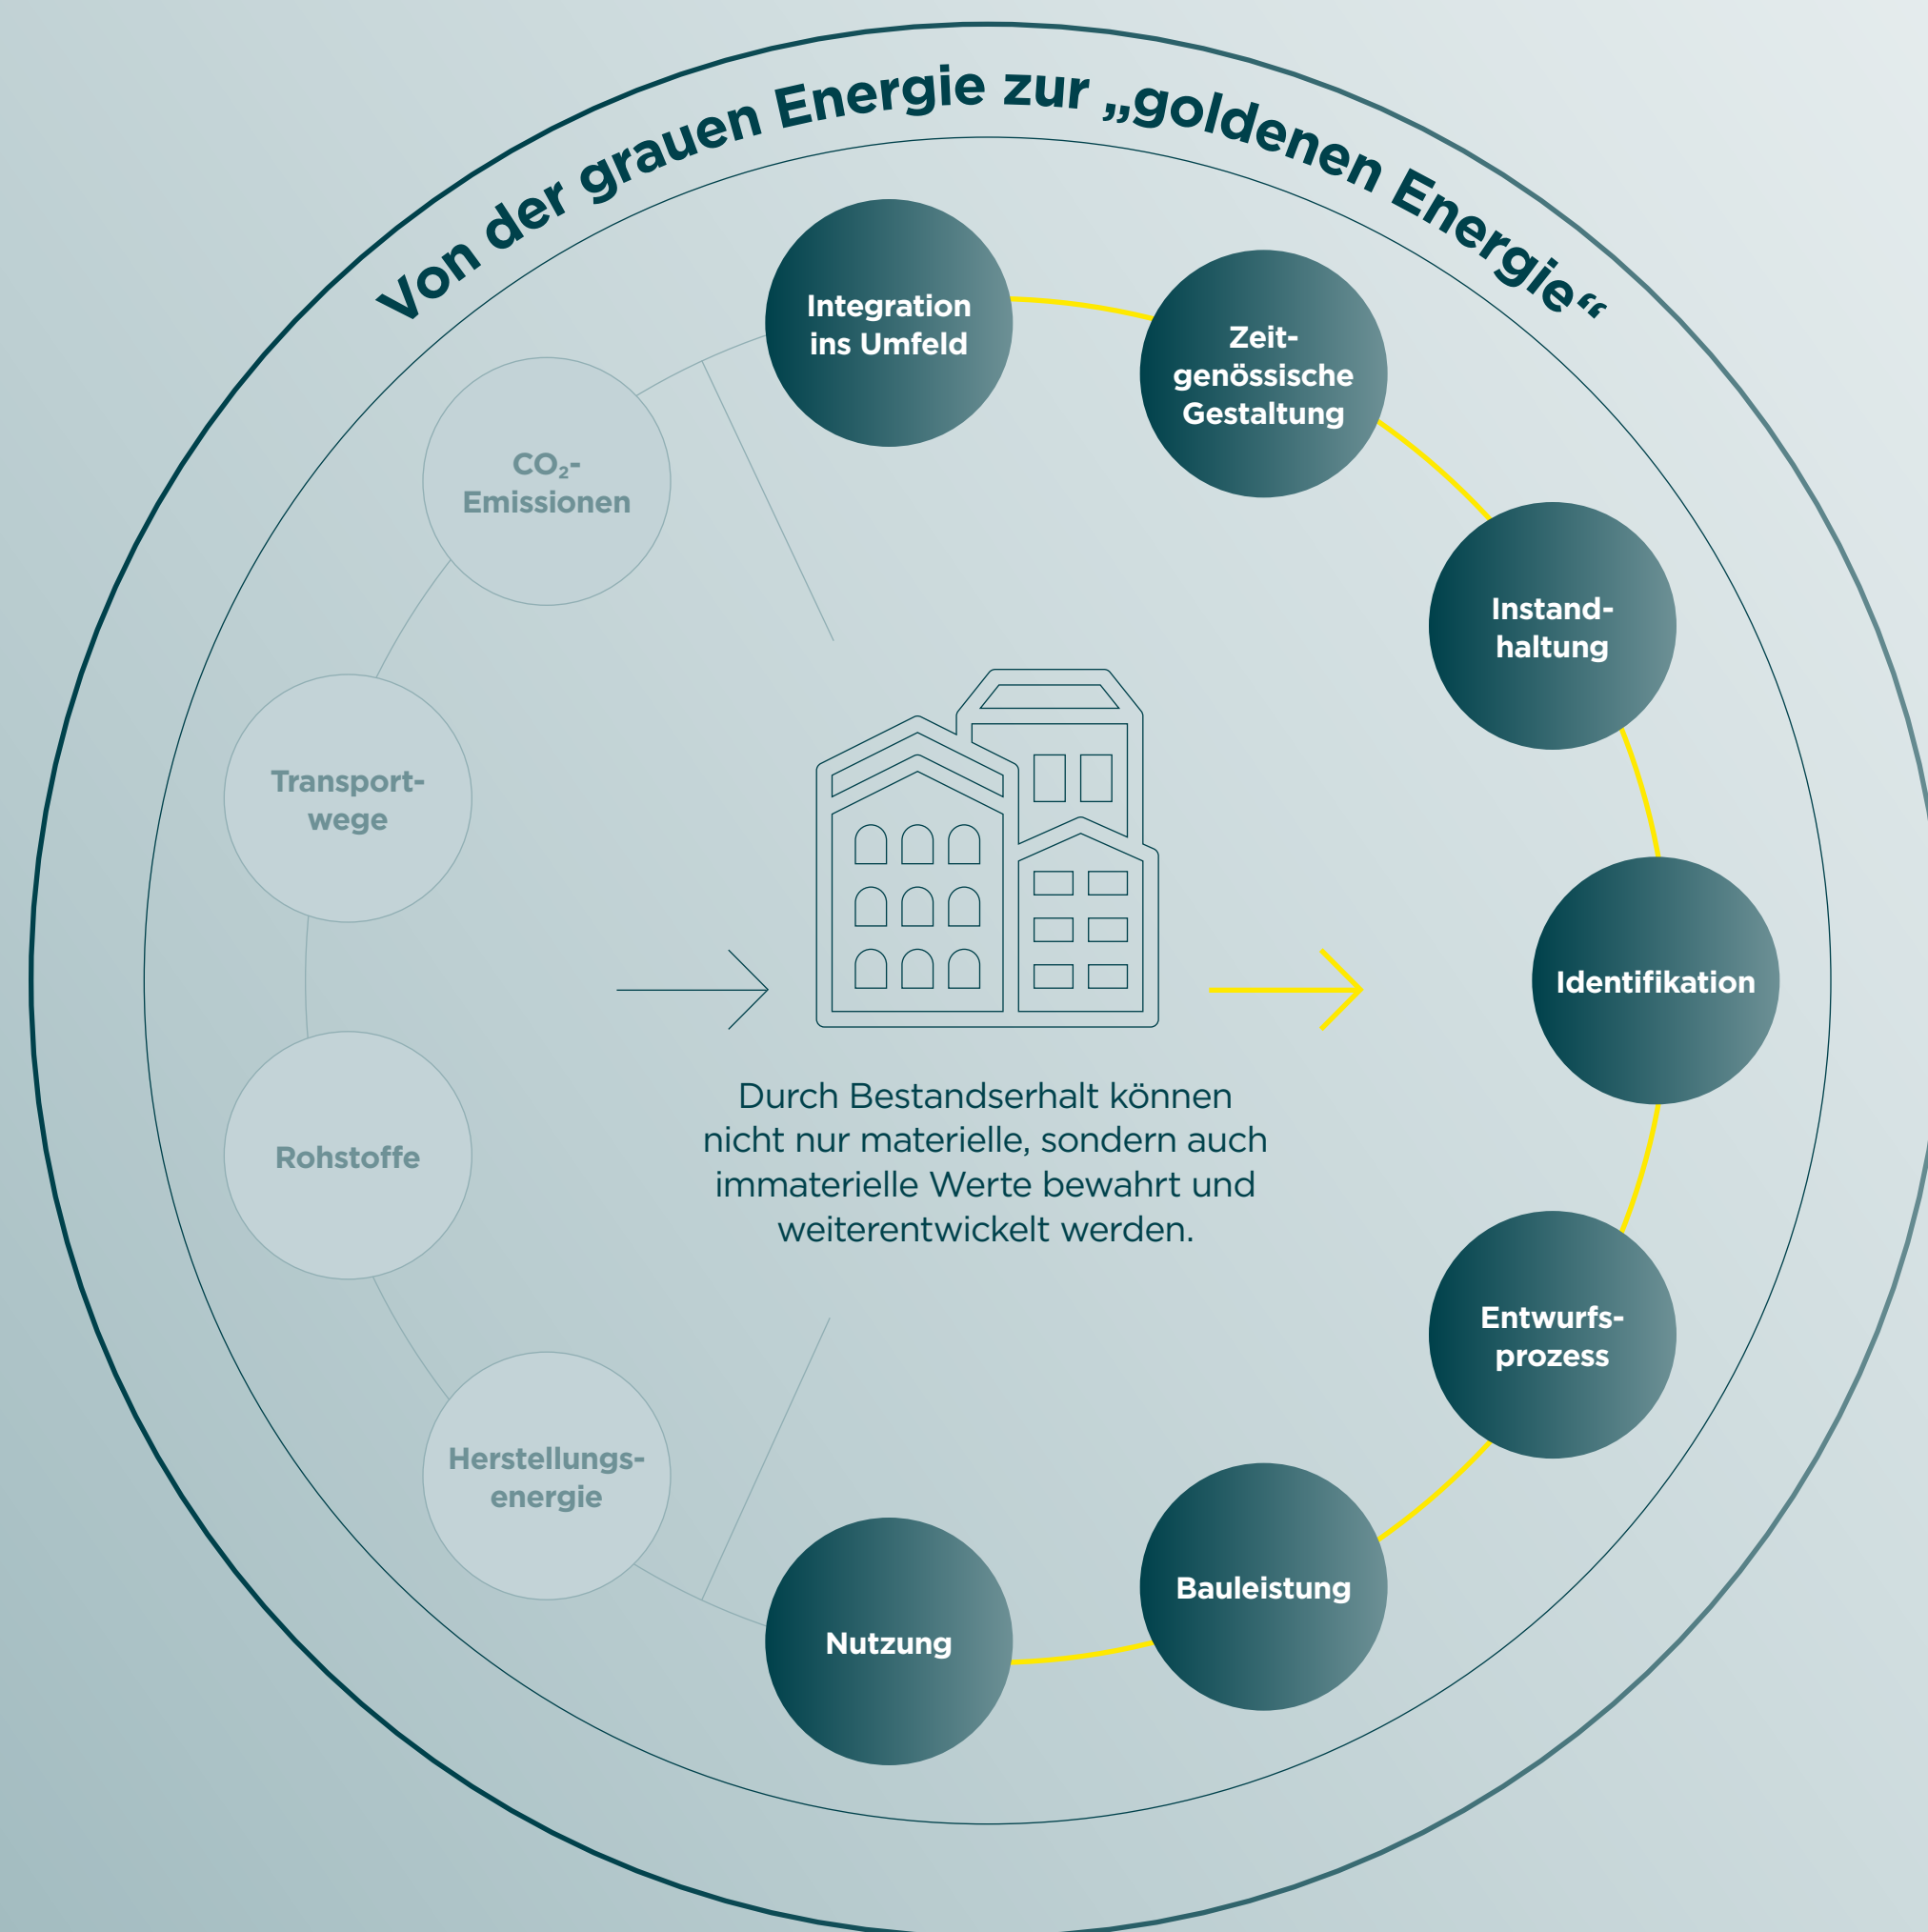 Von der grauen Energie zur „goldenen Energie“
Integration
ins Umfeld
Zeit-
genössische
Gestaltung
Instand-
haltung
Identifikation
Entwurfs-
prozess
Bauleistung
Nutzung
Herstellungs-
energie
Rohstoffe
Transport-
wege
CO₂-
Emissionen
Durch Bestandserhalt können
nicht nur materielle, sondern auch
immaterielle Werte bewahrt und
weiterentwickelt werden.